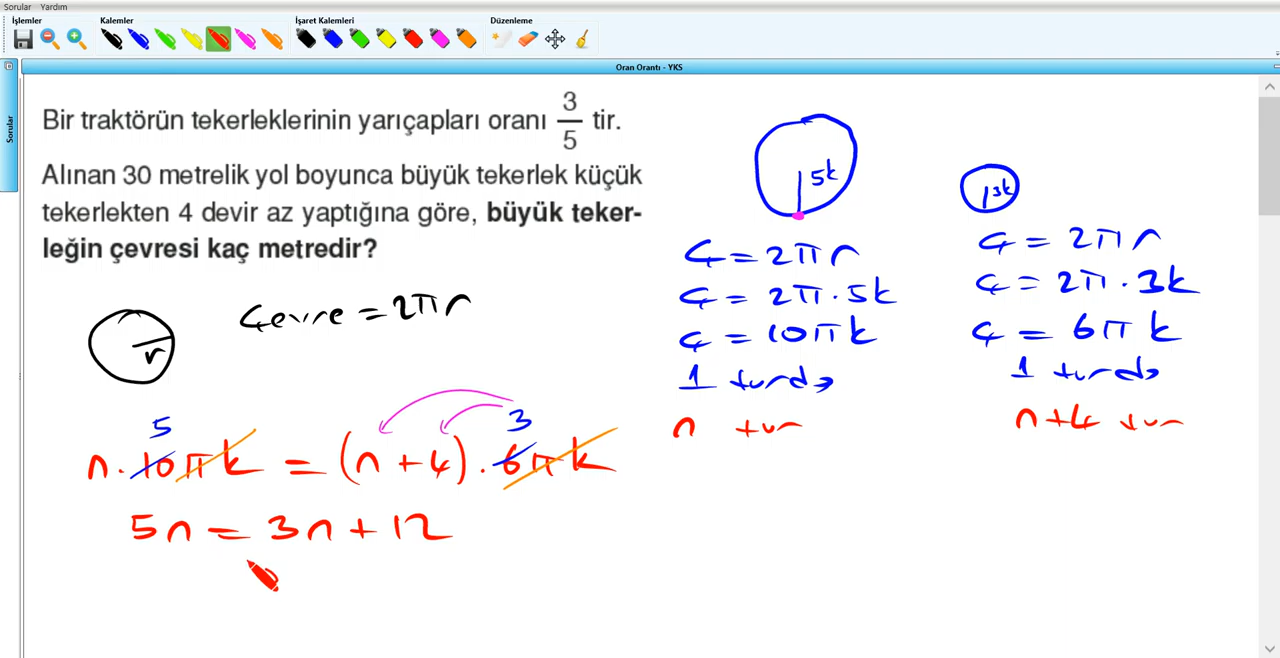 Sorular Yardım
İşlemler Kalemler İşaret Kalemleri Düzenleme
Oran Orantı - YKS
Sorular
Bir traktörün tekerleklerinin yarıçapları oranı 3/5 tir.
Alınan 30 metrelik yol boyunca büyük tekerlek küçük
tekerlekten 4 devir az yaptığına göre, büyük teker-
leğin çevresi kaç metredir?
r
Çevre = 2πr
5k
Ç = 2πr
Ç = 2π.5k
Ç = 10πk
1 turda
n tur
3k
Ç = 2πr
Ç = 2π.3k
Ç = 6πk
1 turda
n+4 tur
5 3
n.10πk = (n+4).6πk
5n = 3n+12